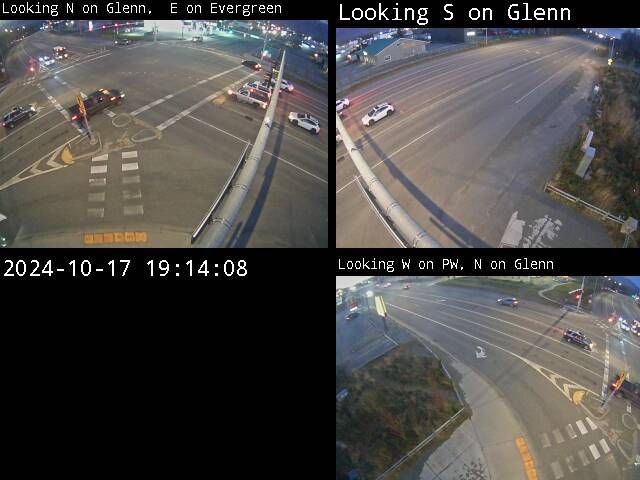 Looking N on Glenn,  E on Evergreen
Looking S on Glenn
2024-10-17 19:14:08
Looking W on PW, N on Glenn